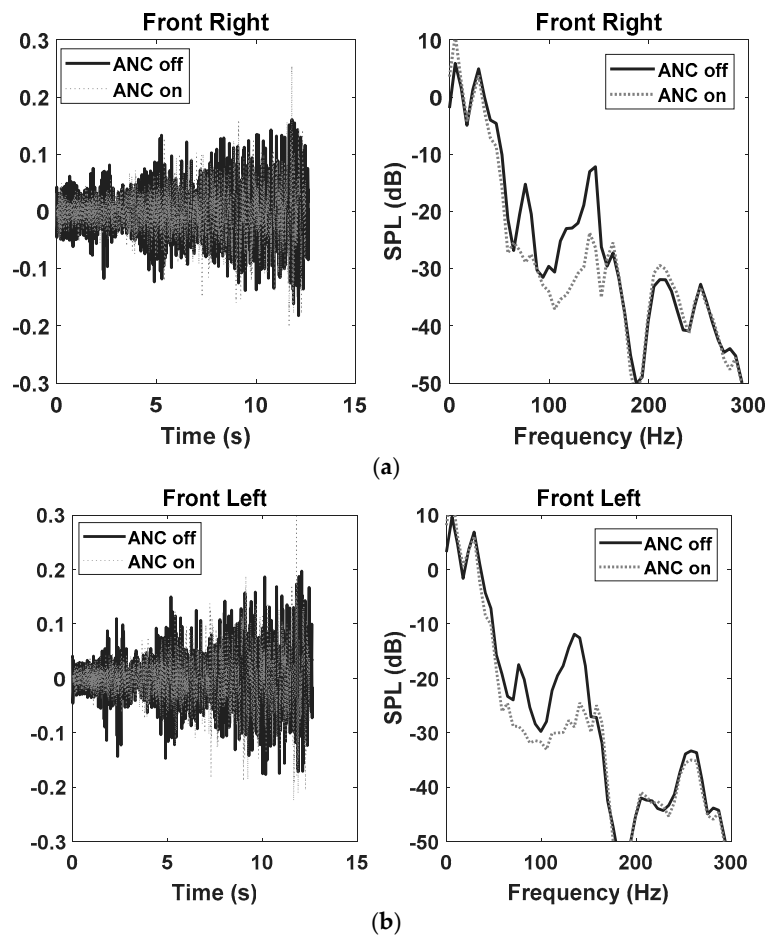 Front Right
0.3
0.2
0.1
0
-0.1
-0.2
-0.3
ANC off
ANC on
0 5 10 15
Time (s)
Front Right
SPL (dB)
10
0
-10
-20
-30
-40
-50
ANC off
ANC on
0 100 200 300
Frequency (Hz)
(a)
Front Left
0.3
0.2
0.1
0
-0.1
-0.2
-0.3
ANC off
ANC on
0 5 10 15
Time (s)
Front Left
SPL (dB)
10
0
-10
-20
-30
-40
-50
ANC off
ANC on
0 100 200 300
Frequency (Hz)
(b)